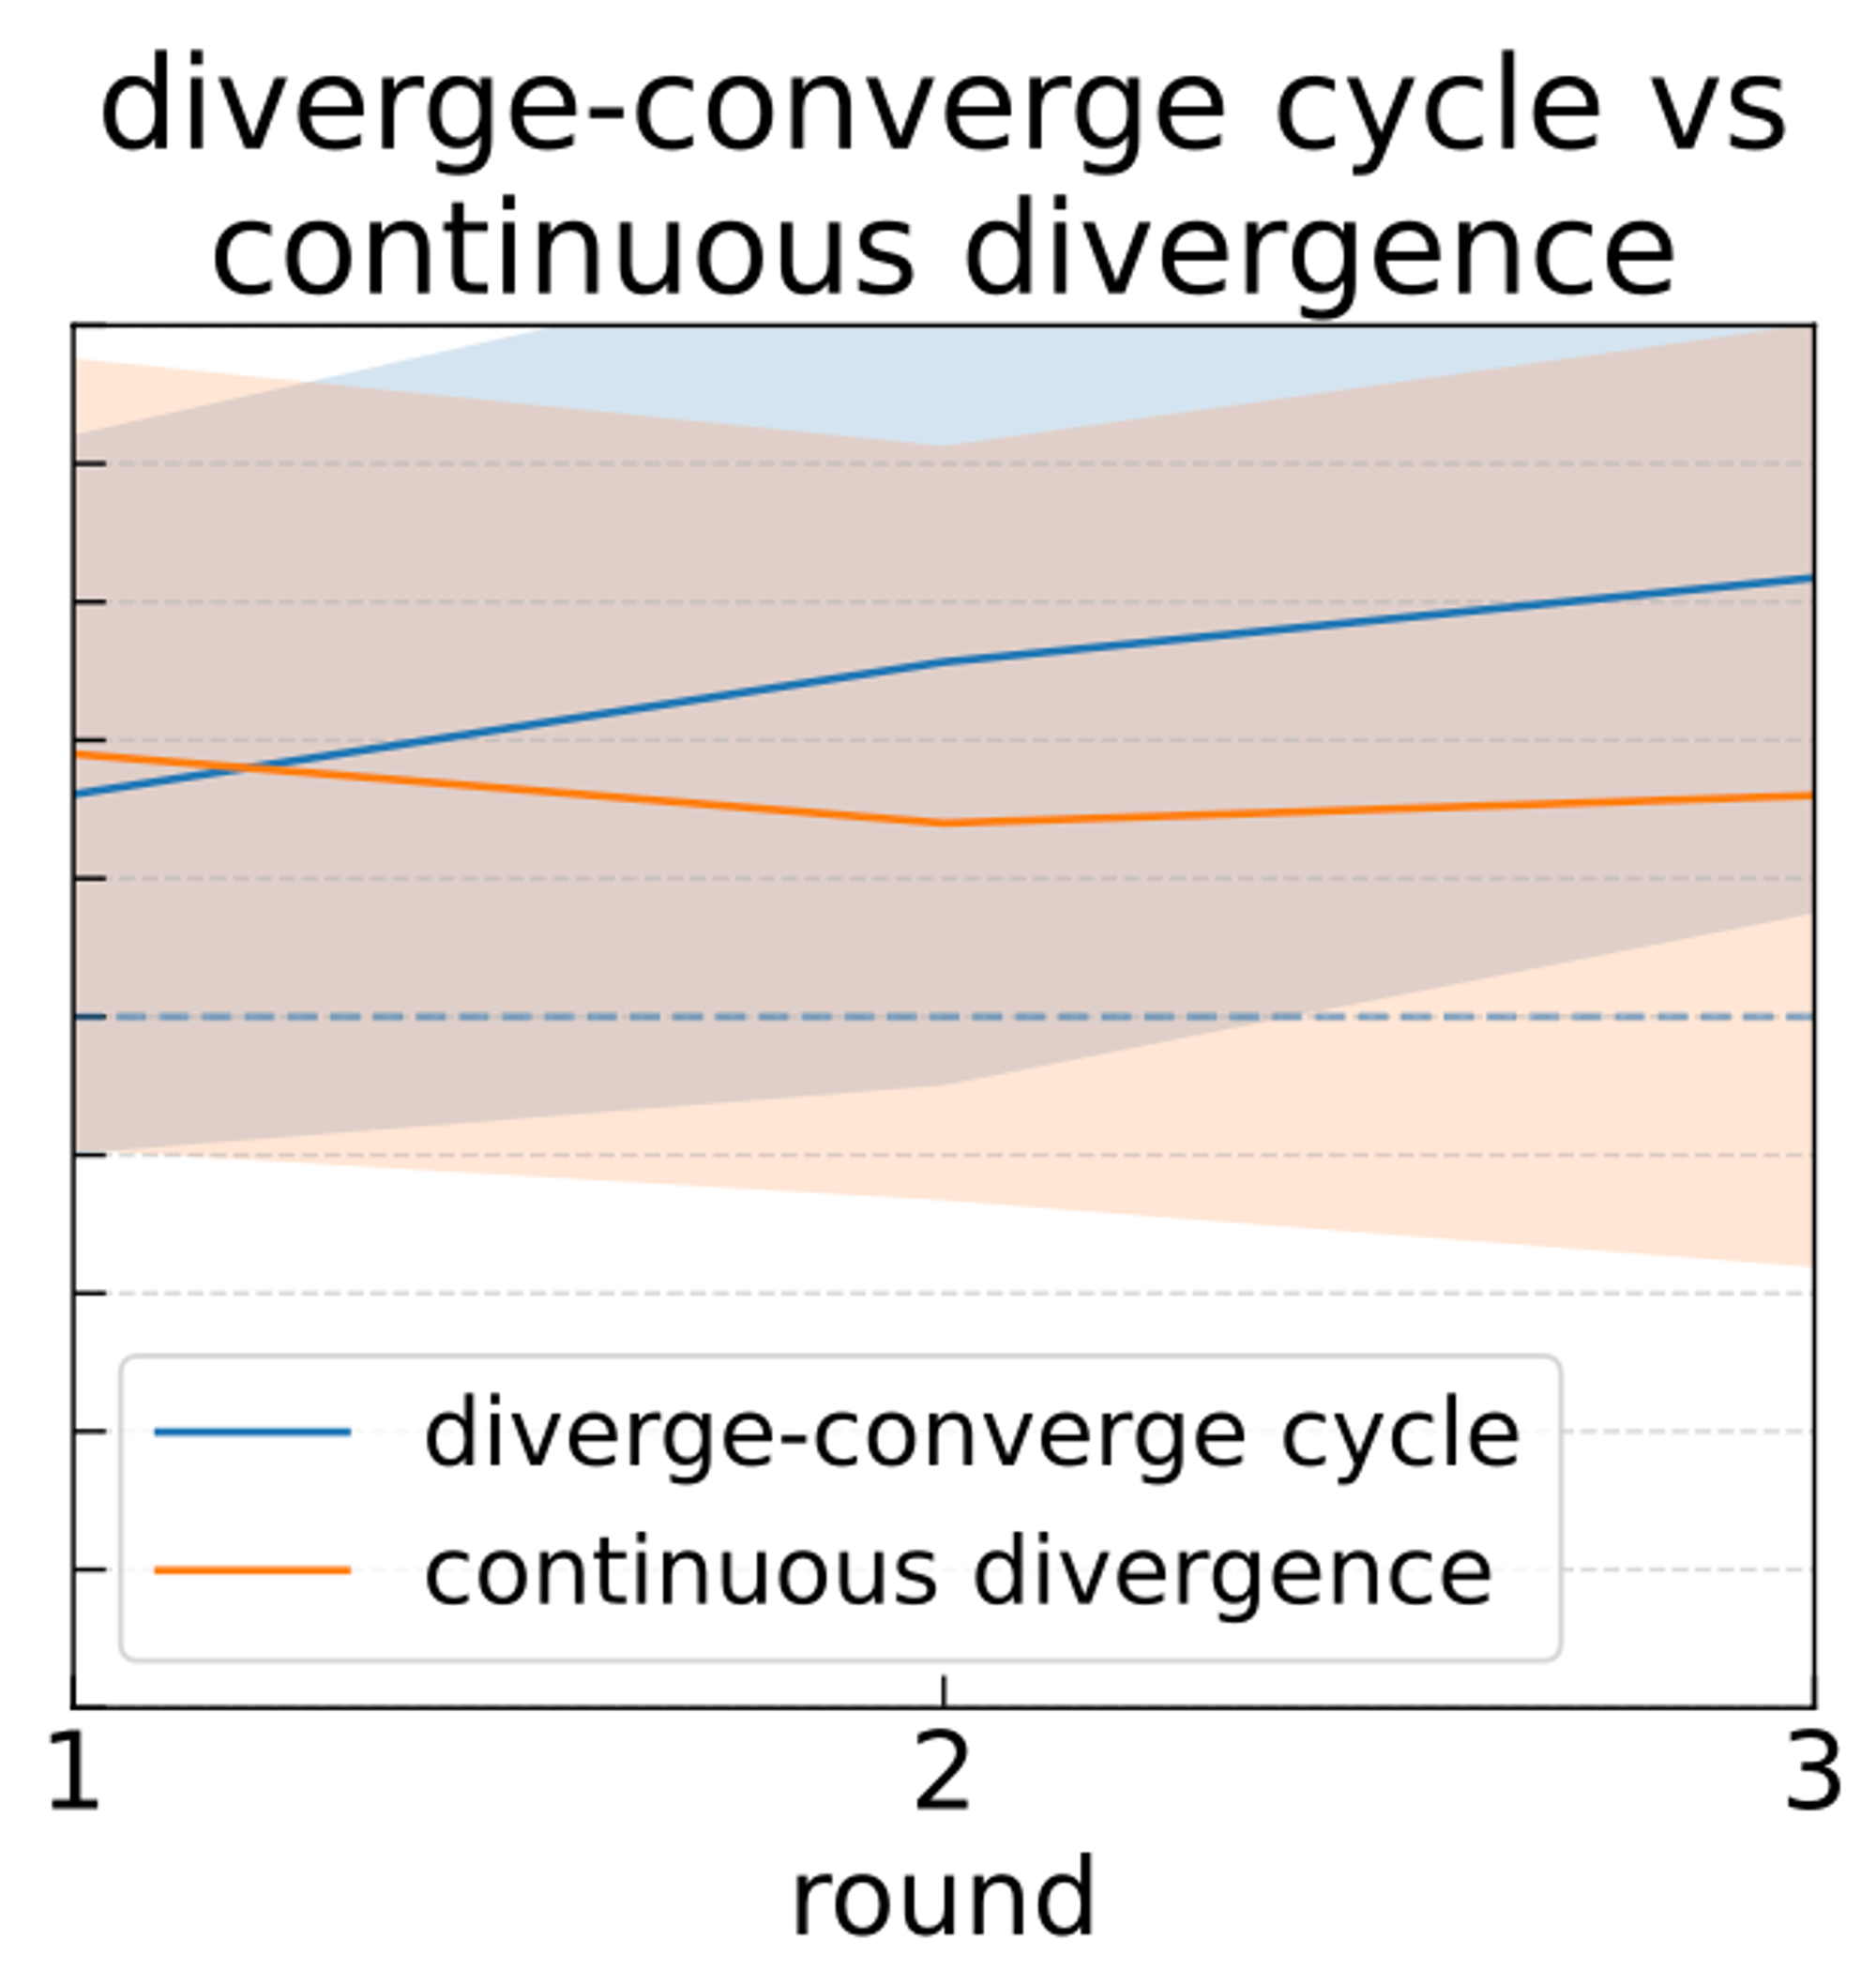 diverge-converge cycle vs
continuous divergence
diverge-converge cycle
continuous divergence
1 2 3
round